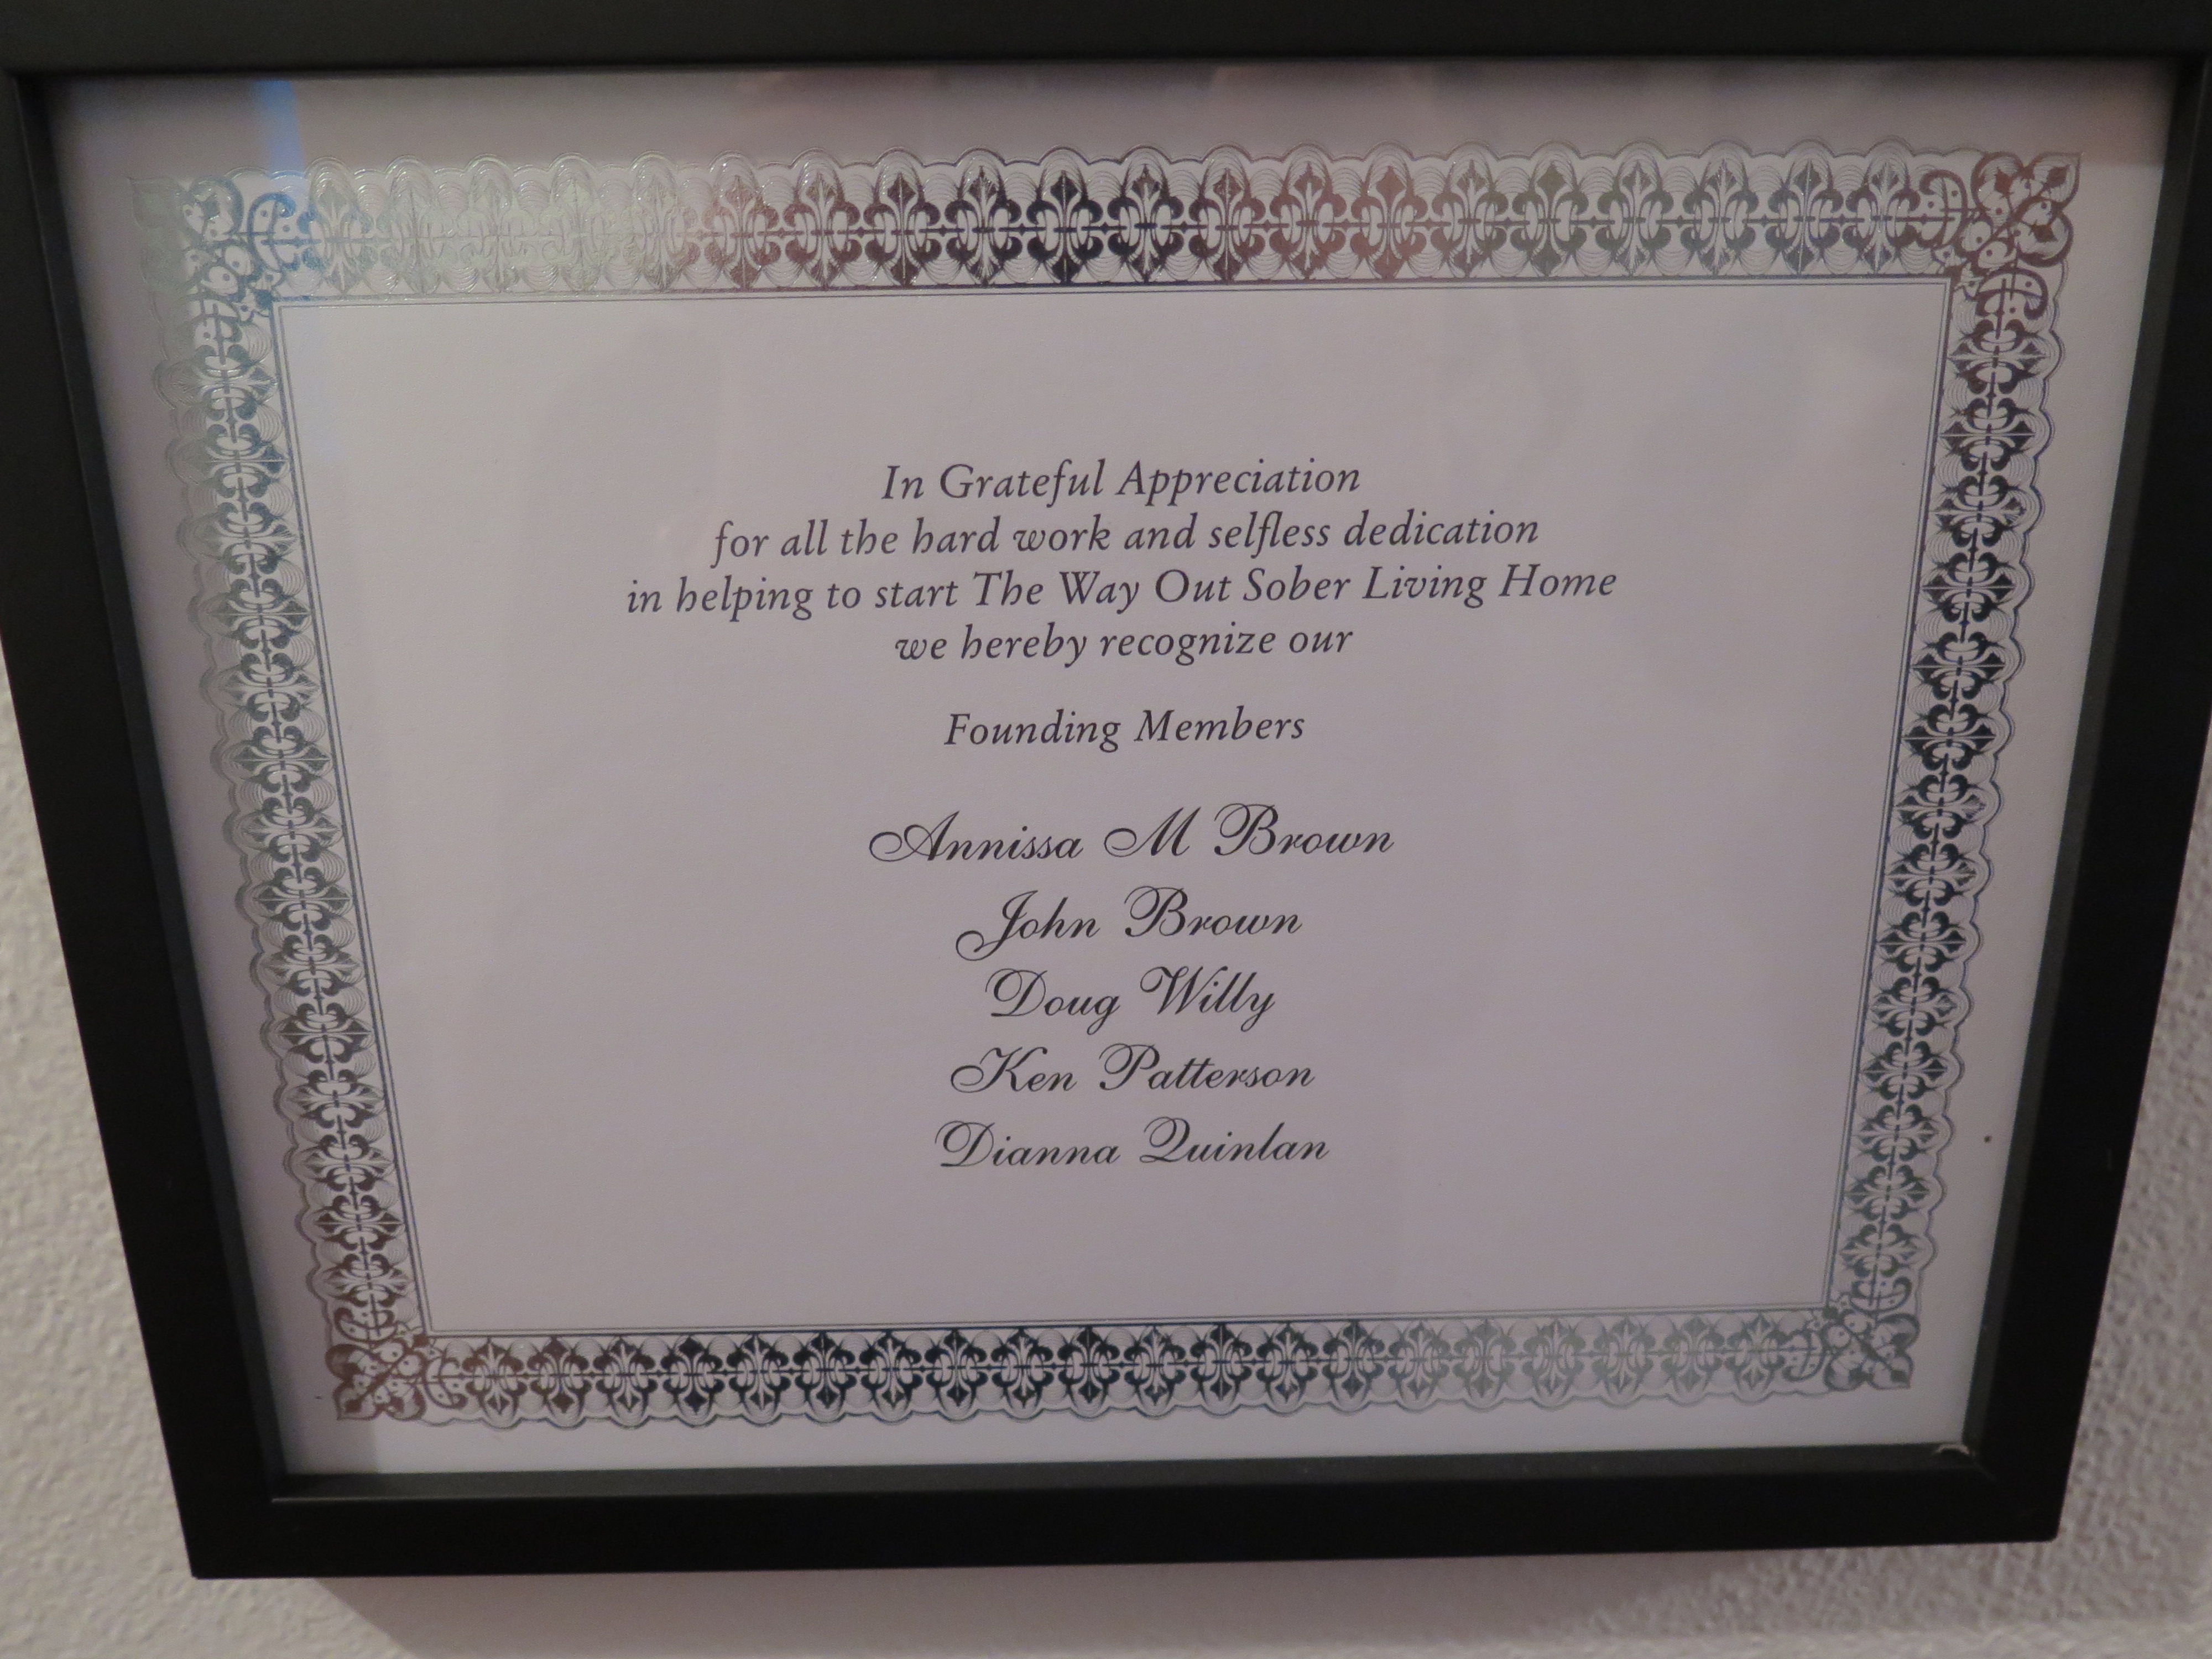 In Grateful Appreciation
for all the hard work and selfless dedication
in helping to start The Way Out Sober Living Home
we hereby recognize our
Founding Members
Annissa M Brown
John Brown
Doug Willy
Ken Patterson
Dianna Quinlan